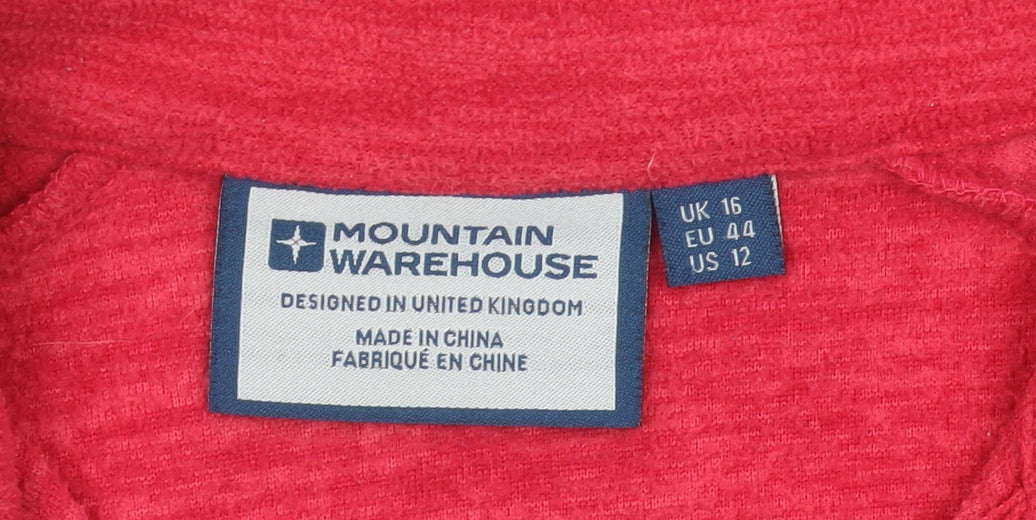 MOUNTAIN
WAREHOUSE
DESIGNED IN UNITED KINGDOM
MADE IN CHINA
FABRIQUÉ EN CHINE
UK 16
EU 44
US 12